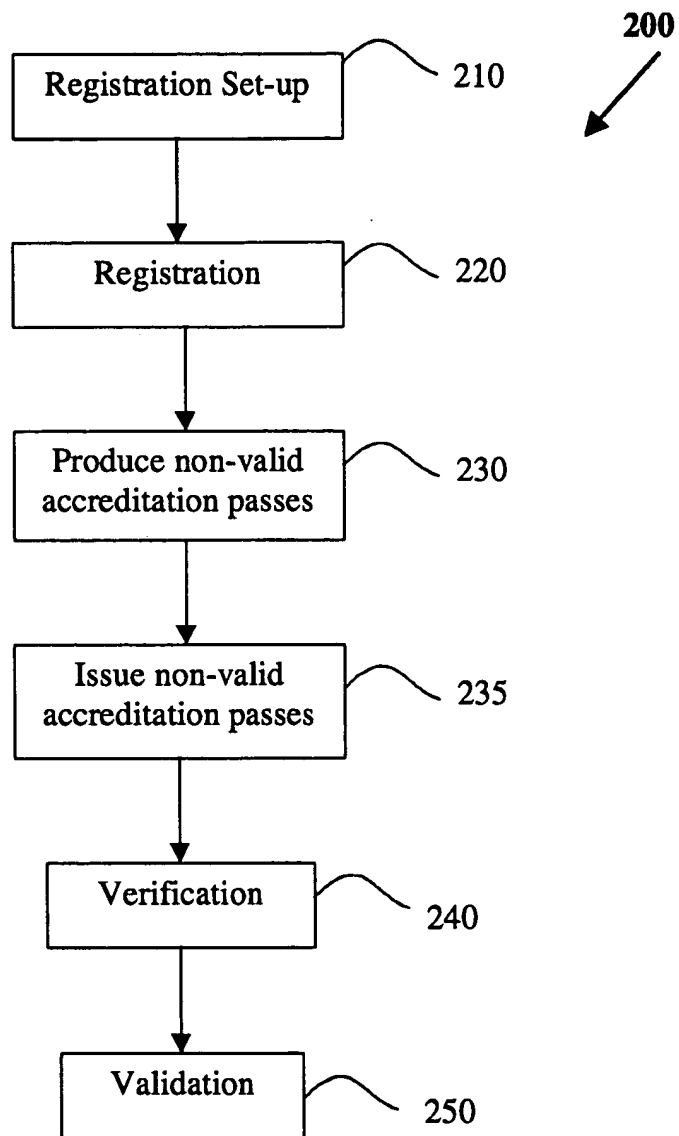 200
Registration Set-up
210
Registration
220
Produce non-valid
accreditation passes
230
Issue non-valid
accreditation passes
235
Verification
240
Validation
250